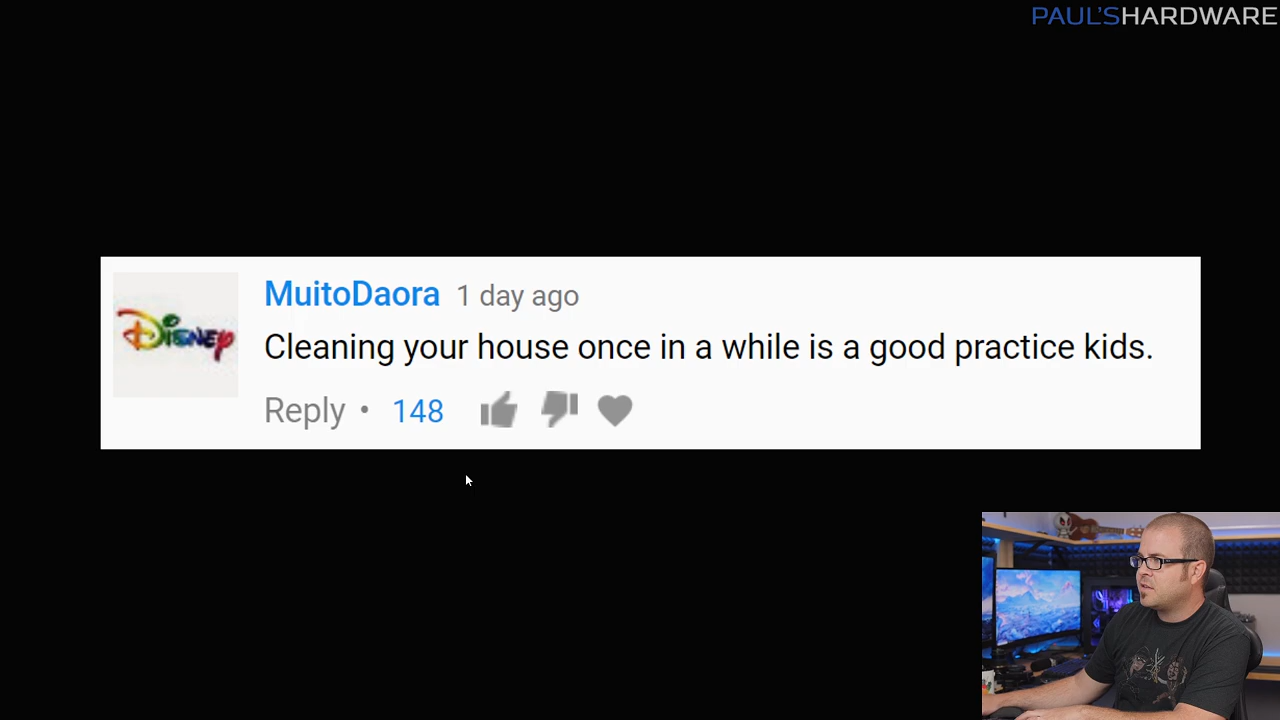 PAUL'SHARDWARE
Disney
MuitoDaora 1 day ago
Cleaning your house once in a while is a good practice kids.
Reply • 148